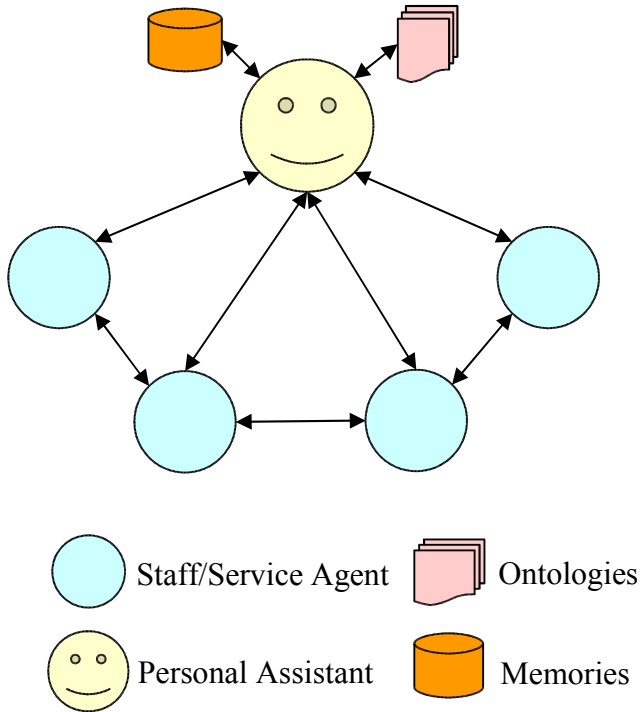 Staff/Service Agent
Ontologies
Personal Assistant
Memories